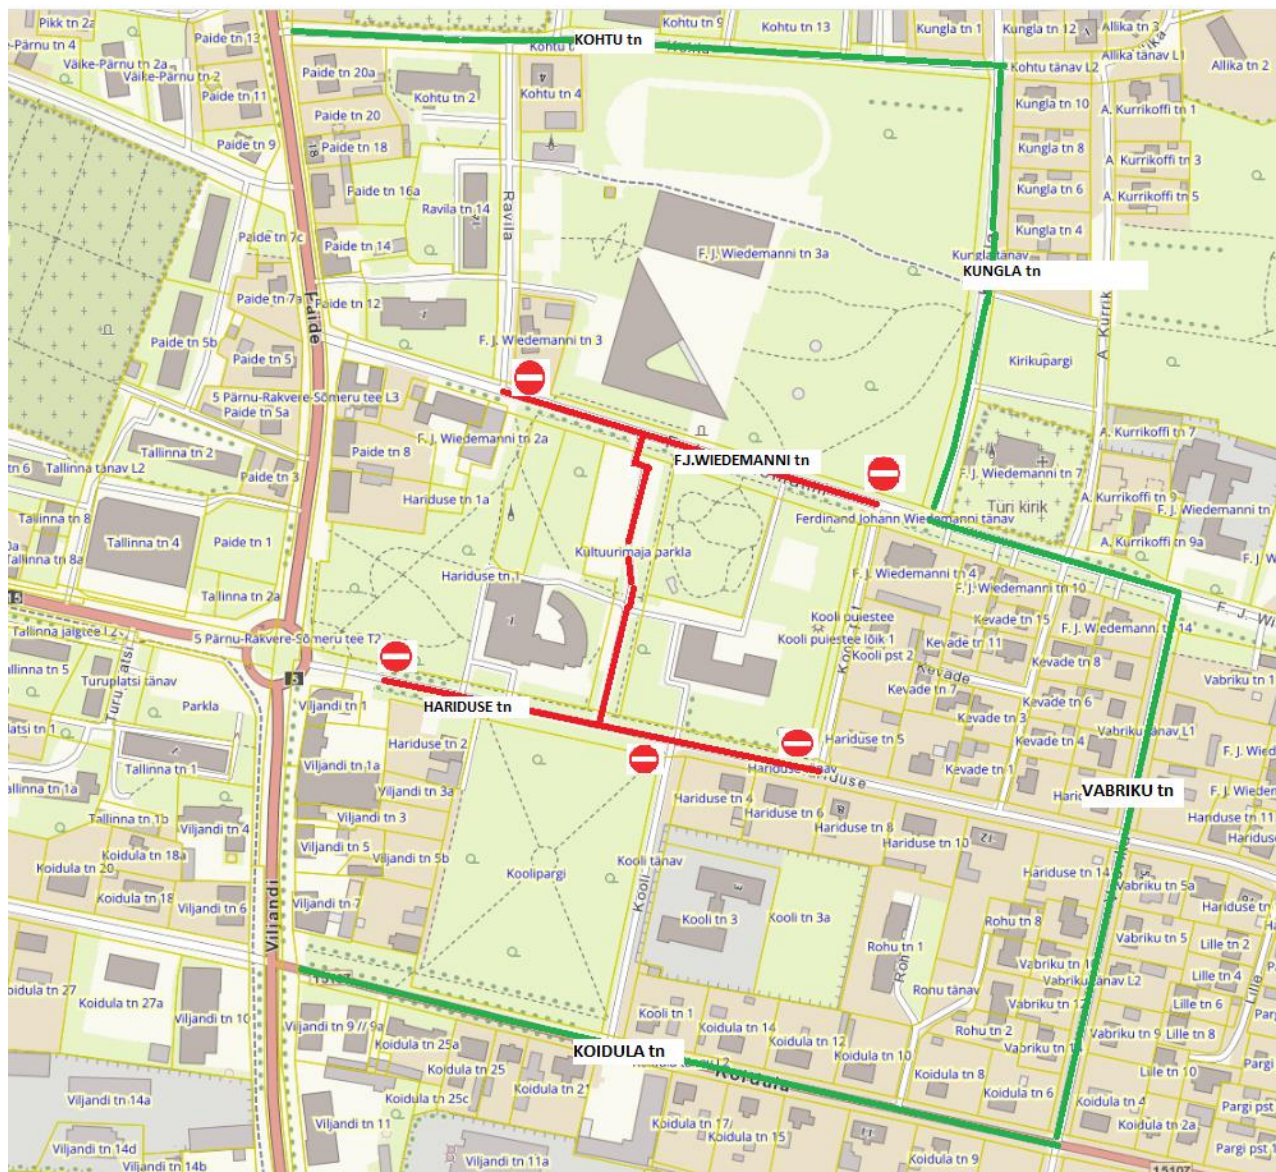 Pikk tn 2a
Paide tn 13
Kohtu tn 9
Kohtu tn 13
Kungla tn 1
Kungla tn 12
Allika tn 3
KOHTU tn
Väike-Pärnu tn 2a
Väike-Pärnu tn 2
Paide tn 20a
Kohtu tänav L2
Allika tänav L1
Allika tn 2
Paide tn 11
Kohtu tn 2
4
Kohtu tn 4
Kungla tn 10
A. Kurrikoffi tn 1
Paide tn 20
Paide tn 9
18
Paide tn 18
Kungla tn 8
A. Kurrikoffi tn 3
Paide tn 16a
Ravila
Kungla tn 6
A. Kurrikoffi tn 5
Ravila tn 14
Kungla tn 4
Paide tn 7c
Paide tn 14
F. J. Wiedemanni tn 3a
Kungla tänav
KUNGLA tn
Paide tn 7a
Paide tn 12
Paide
Paide tn 5b
F. J. Wiedemanni tn 3
Paide tn 5
Kirikupargi
5 Pärnu-Rakvere-Sõmeru tee L3
Paide tn 5a
F. J. Wiedemanni tn 2a
A. Kurrikoffi tn 7
Tallinna tn 2
Paide tn 8
F.J.WIEDEMANNI tn
F. J. Wiedemanni tn 7
Tallinna tänav L2
Paide tn 3
Hariduse tn 1a
A. Kurrikoffi tn 9
Türi kirik
F. J. Wiedemanni tn
Tallinna tn 8
Ferdinand Johann Wiedemanni tänav
Tallinna tn 4
Paide tn 1
A. Kurrikoffi tn 9a
Tallinna tn 8a
Kultuurimaja parkla
Hariduse tn 1
F. J. Wiedemanni tn 4
F. J. Wiedemanni tn 10
Tallinna tn 2a
15
Tallinna jalgtee L2
5 Pärnu-Rakvere-Sõmeru tee T2
Kooli puiestee
Kooli puiestee lõik 1
Kevade tn 15
F. J. Wiedemanni tn 14
Kevade tn 11
Kooli pst 2
Kevade tn 8
Tallinna tn 5
5
Kevade
Turuplatsi tänav
Kevade tn 7
Kevade tn 6
Vabriku tn 1
Parkla
Viljandi tn 1
HARIDUSE tn
Kevade tn 3
Vabriku tänav L1
Hariduse tn 2
Hariduse tn 5
Kevade tn 4
Tallinna tn 1
Viljandi tn 1a
Hariduse tänav
Kevade tn 1
Viljandi tn 3a
VABRIKU tn
Hariduse tn 4
Hariduse tn 6
8
Tallinna tn 1b
Viljandi tn 3
Hariduse tn 11
Viljandi tn 4
Hariduse tn 8
Hariduse tn 10
12
Viljandi tn 5
Viljandi tn 5b
Kooli tänav
Koidula tn 18a
Koidula tn 20
Koolipargi
Kooli
Hariduse tn 14
Vabriku tn 5a
3
Kooli tn 3
Kooli tn 3a
Koidula tn 18
Viljandi tn 6
Viljandi tn 7
Rohu tn 8
Viljandi
Rohu tn 1
Vabriku tn 5
Lille tn 2
15107
Lille tn 4
Koidula tn 27a
Vabriku tänav L2
Lille
Lille tn 6
Kooli tn 1
Viljandi tn 10
Viljandi tn 9 // 9a
Koidula tn 14
Rohu tn 2
Vabriku tn 9
Lille tn 8
Koidula tn 25a
KOIDULA tn
Koidula tn 12
Koidula tn 10
Koidula tn 25
Koidula
Koidula tn 8
Lille tn 10
Koidula tn 6
Viljandi tn 14a
Koidula tn 25c
Koidula tn 4
Pargi pst
Viljandi tn 11
Koidula tn 17
Koidula tn 15
Koidula tn 2a
Viljandi tn 14d
Viljandi tn 14b
Viljandi tn 11a
Koidula tn 9
15107